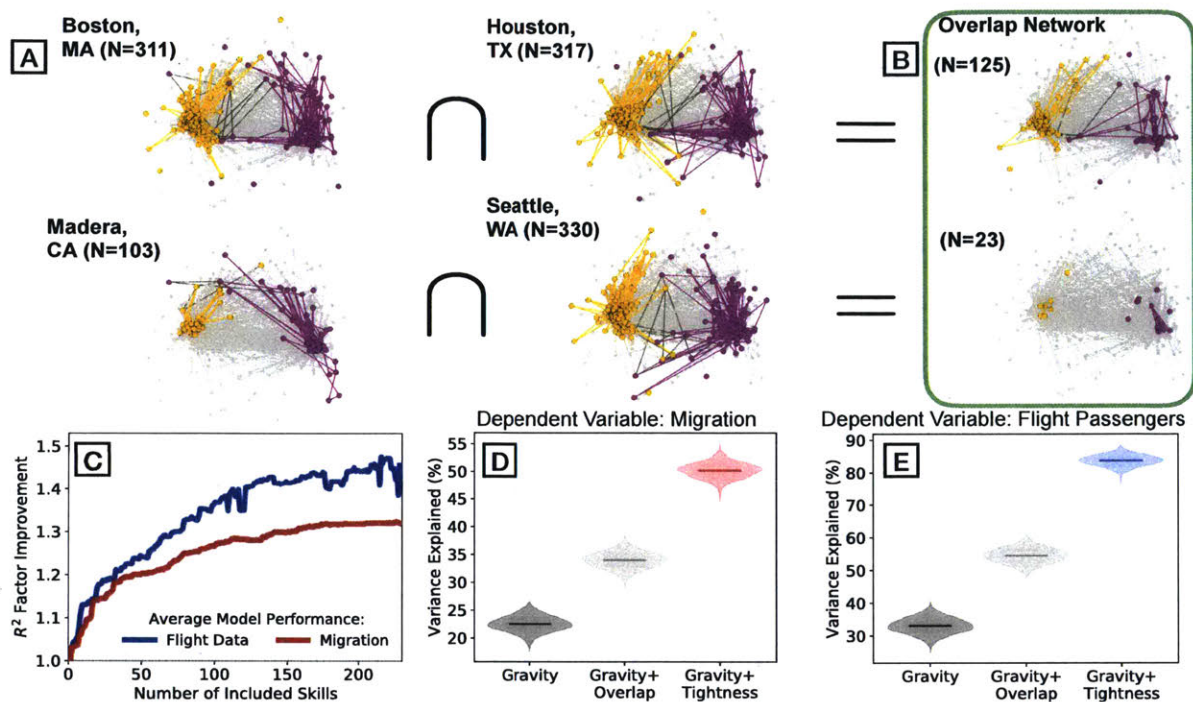 A
Boston,
MA (N=311)
Houston,
TX (N=317)
B
Overlap Network
(N=125)
Madera,
CA (N=103)
Seattle,
WA (N=330)
(N=23)
C
R² Factor Improvement
1.5
1.4
1.3
1.2
1.1
1.0
0
50
100
150
200
Number of Included Skills
Average Model Performance:
Flight Data
Migration
Dependent Variable: Migration
D
Variance Explained (%)
55
50
45
40
35
30
25
20
Gravity
Gravity+
Overlap
Gravity+
Tightness
Dependent Variable: Flight Passengers
E
Variance Explained (%)
90
80
70
60
50
40
30
Gravity
Gravity+
Overlap
Gravity+
Tightness